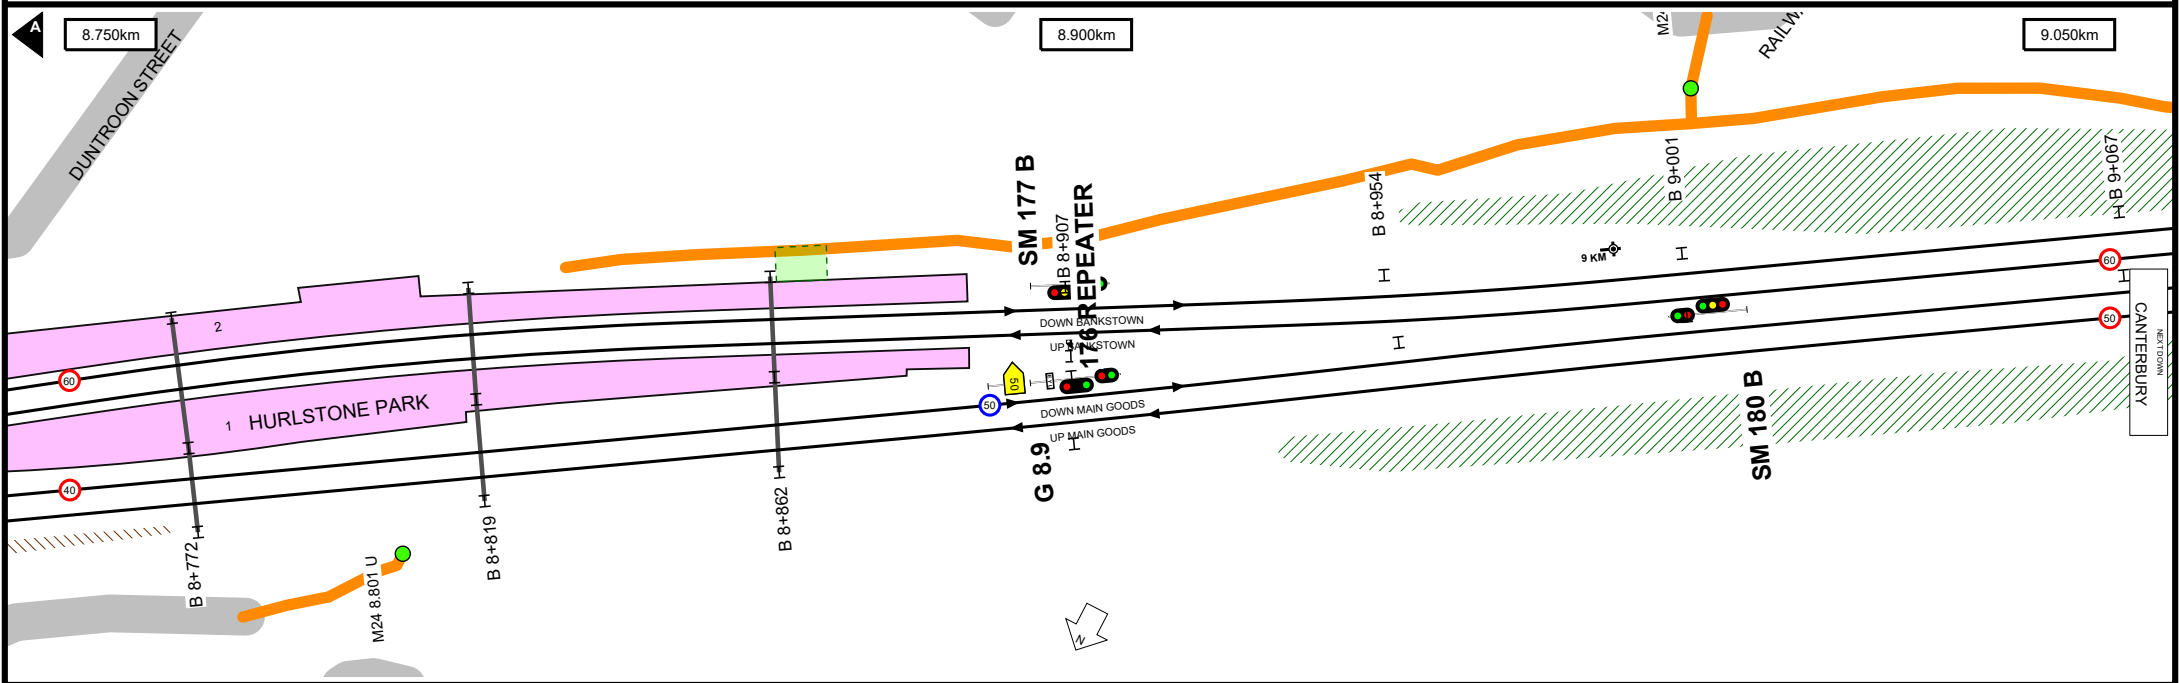 A
8.750km
8.900km
9.050km
DUNTROON STREET
M24
RAILW
SM 177 B
B 8+907
176 REPEATER
B 8+954
B 9+001
B 9+067
9 KM
60
2
DOWN BANKSTOWN
UP BANKSTOWN
60
50
CANTERBURY
NEXT DOWN
1 HURLSTONE PARK
50
50
DOWN MAIN GOODS
UP MAIN GOODS
40
G 8.9
SM 180 B
B 8+772
B 8+819
B 8+862
M24 8.801 U
N